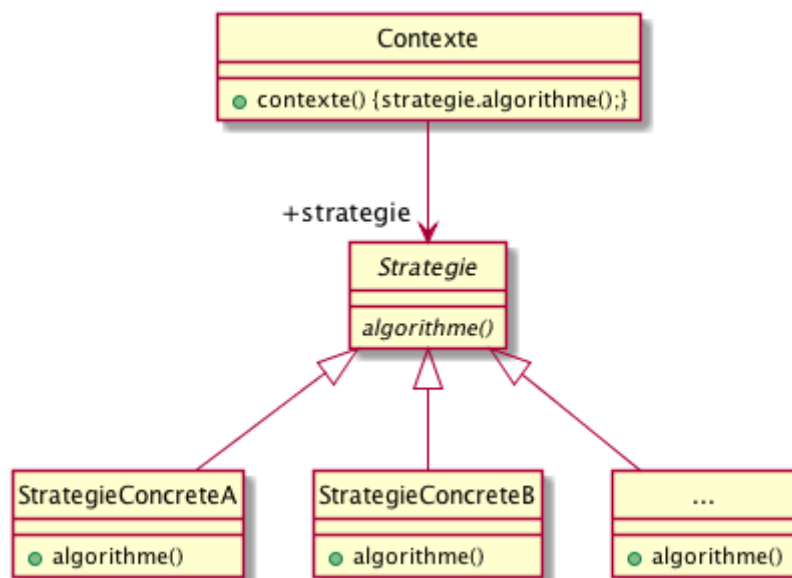 Contexte
contexte() {strategie.algorithme();}
+strategie
Strategie
algorithme()
StrategieConcreteA
algorithme()
StrategieConcreteB
algorithme()
...
algorithme()